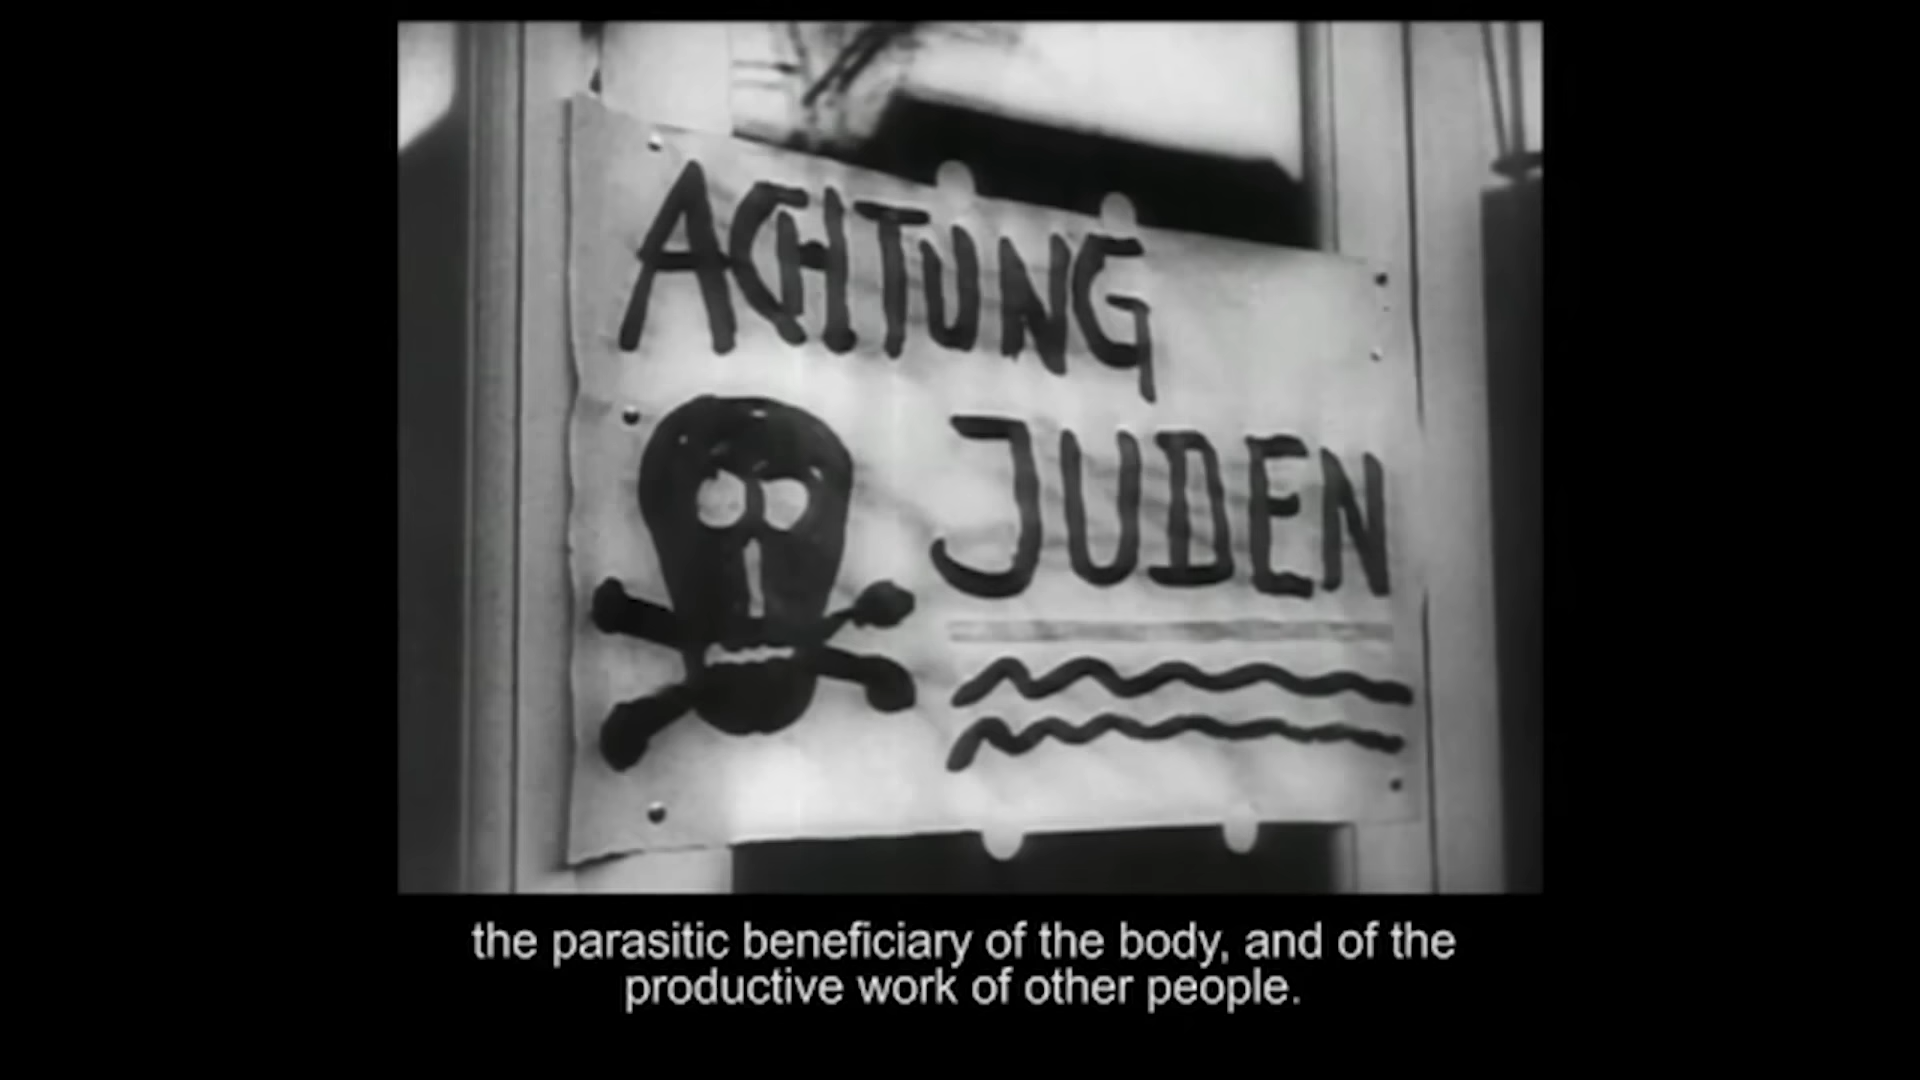 ACHTUNG
JUDEN
the parasitic beneficiary of the body, and of the
productive work of other people.